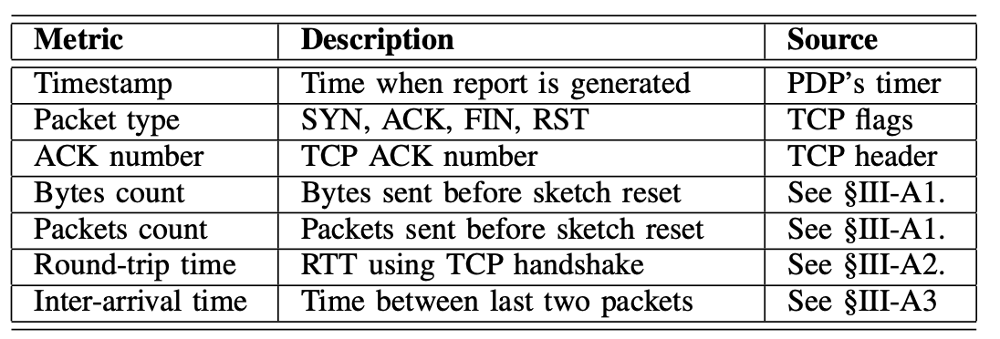 Metric Description Source
Timestamp Time when report is generated PDP's timer
Packet type SYN, ACK, FIN, RST TCP flags
ACK number TCP ACK number TCP header
Bytes count Bytes sent before sketch reset See §III-A1.
Packets count Packets sent before sketch reset See §III-A1.
Round-trip time RTT using TCP handshake See §III-A2.
Inter-arrival time Time between last two packets See §III-A3